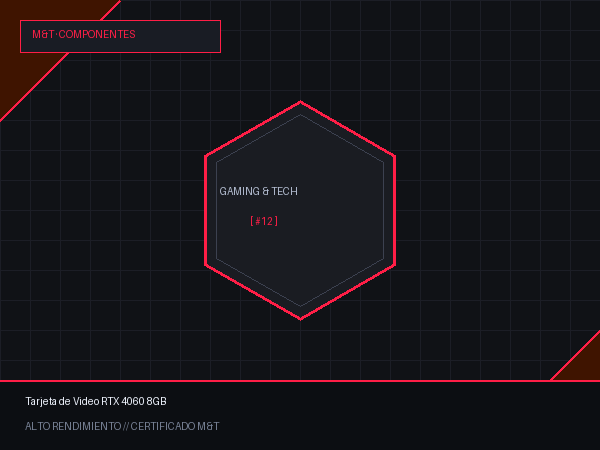 M&T · COMPONENTES
GAMING & TECH
[ #12 ]
Tarjeta de Video RTX 4060 8GB
ALTO RENDIMIENTO // CERTIFICADO M&T